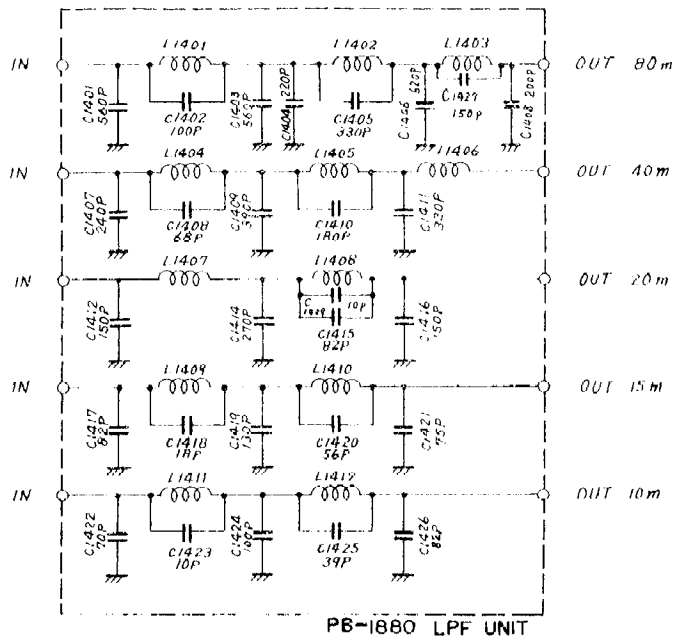 IN
L1401
L1402
L1403
OUT 80m
C1401
560P
C1402
100P
C1403
560P
C1404
220P
C1405
330P
C1406
820P
C1427
150P
C1403 200P
IN
L1404
L1405
L1406
OUT 40m
C1407
240P
C1408
68P
C1409
390P
C1410
180P
C1411
330P
IN
L1407
L1408
OUT 20m
C1412
150P
C1414
270P
10P
C1415
82P
C1416
150P
IN
L1409
L1410
OUT 15m
C1417
82P
C1418
18P
C1419
130P
C1420
56P
C1421
75P
IN
L1411
L1412
OUT 10m
C1422
70P
C1423
10P
C1424
100P
C1425
39P
C1426
82P
PB-1880 LPF UNIT